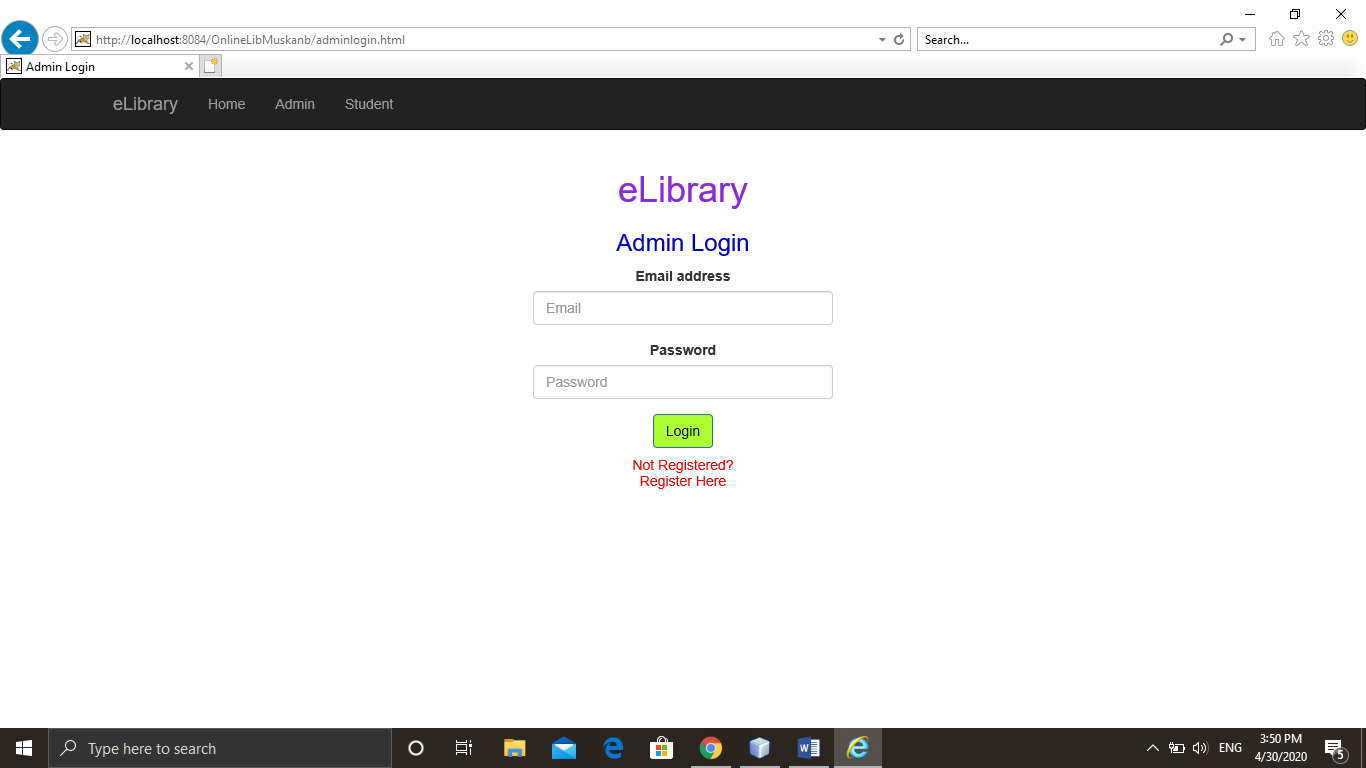 http://localhost:8084/OnlineLibMuskanb/adminlogin.html
Search...
Admin Login
eLibrary Home Admin Student
eLibrary
Admin Login
Email address
Email
Password
Password
Login
Not Registered?
Register Here
Type here to search
ENG
3:50 PM
4/30/2020
5